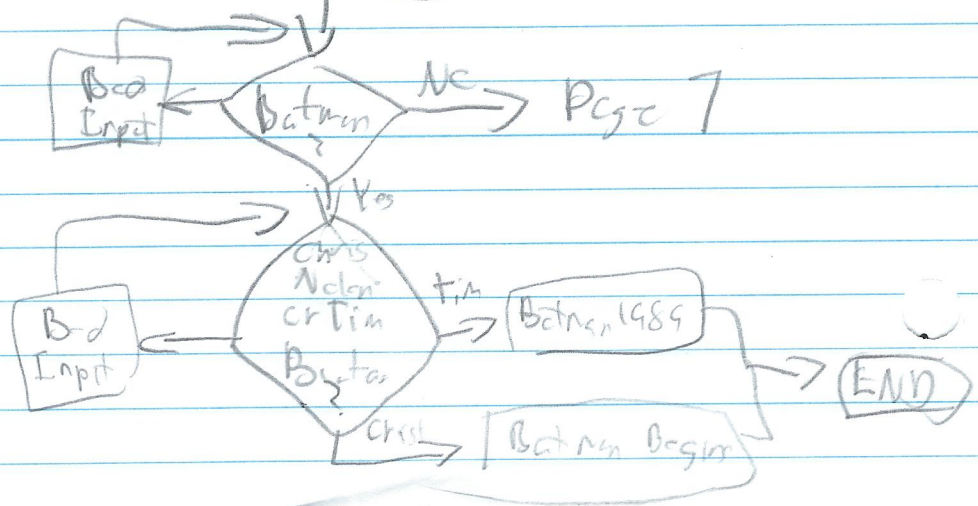 Bad
Input
Batman
?
No
Page 7
Yes
Chris
Nolan
or Tim
Burton
?
tim
Batman 1989
Bad
Input
END
Crist
Batman Begins